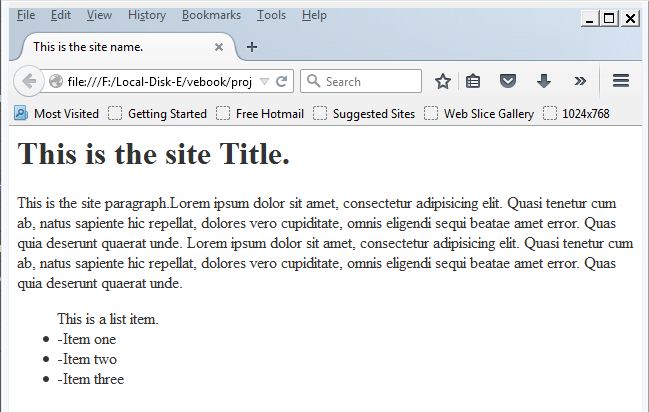 File Edit View History Bookmarks Tools Help
This is the site name.
file:///F:/Local-Disk-E/vebook/proj Search
Most Visited Getting Started Free Hotmail Suggested Sites Web Slice Gallery 1024x768
This is the site Title.
This is the site paragraph.Lorem ipsum dolor sit amet, consectetur adipisicing elit. Quasi tenetur cum
ab, natus sapiente hic repellat, dolores vero cupiditate, omnis eligendi sequi beatae amet error. Quas
quia deserunt quaerat unde. Lorem ipsum dolor sit amet, consectetur adipisicing elit. Quasi tenetur cum
ab, natus sapiente hic repellat, dolores vero cupiditate, omnis eligendi sequi beatae amet error. Quas
quia deserunt quaerat unde.
This is a list item.
-Item one
-Item two
-Item three